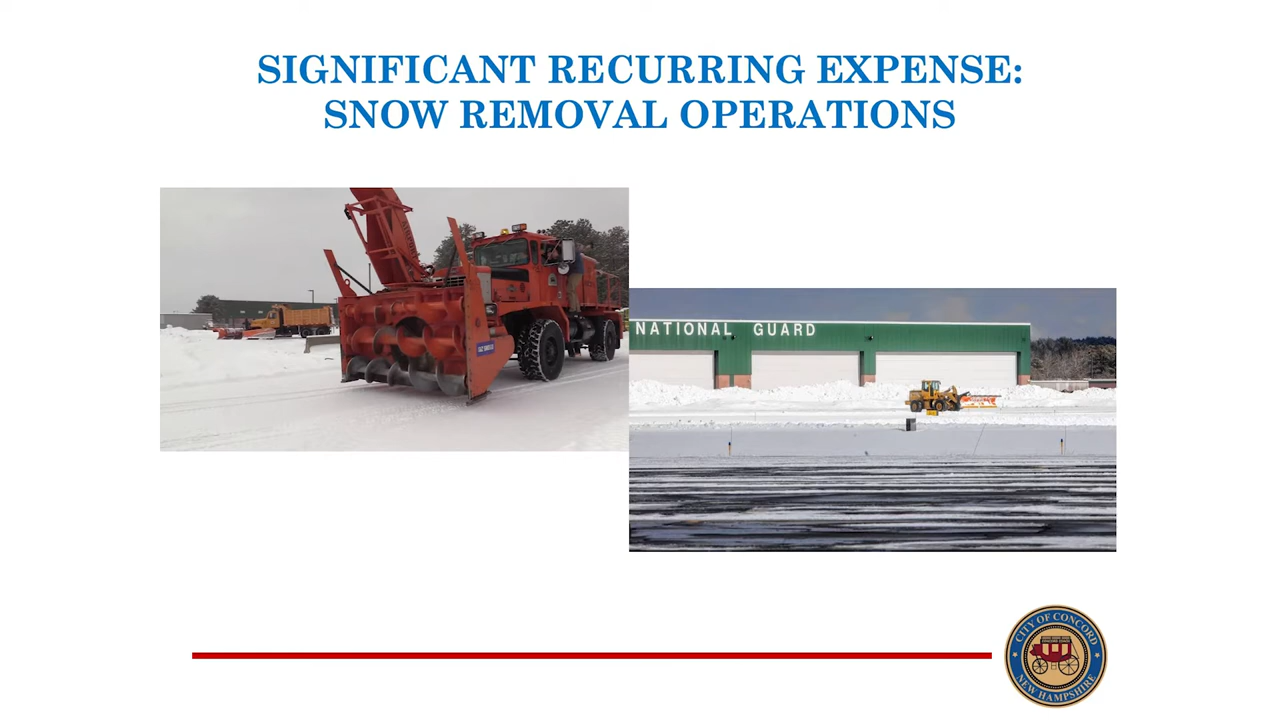 SIGNIFICANT RECURRING EXPENSE:
SNOW REMOVAL OPERATIONS
NATIONAL GUARD
CITY OF CONCORD
NEW HAMPSHIRE